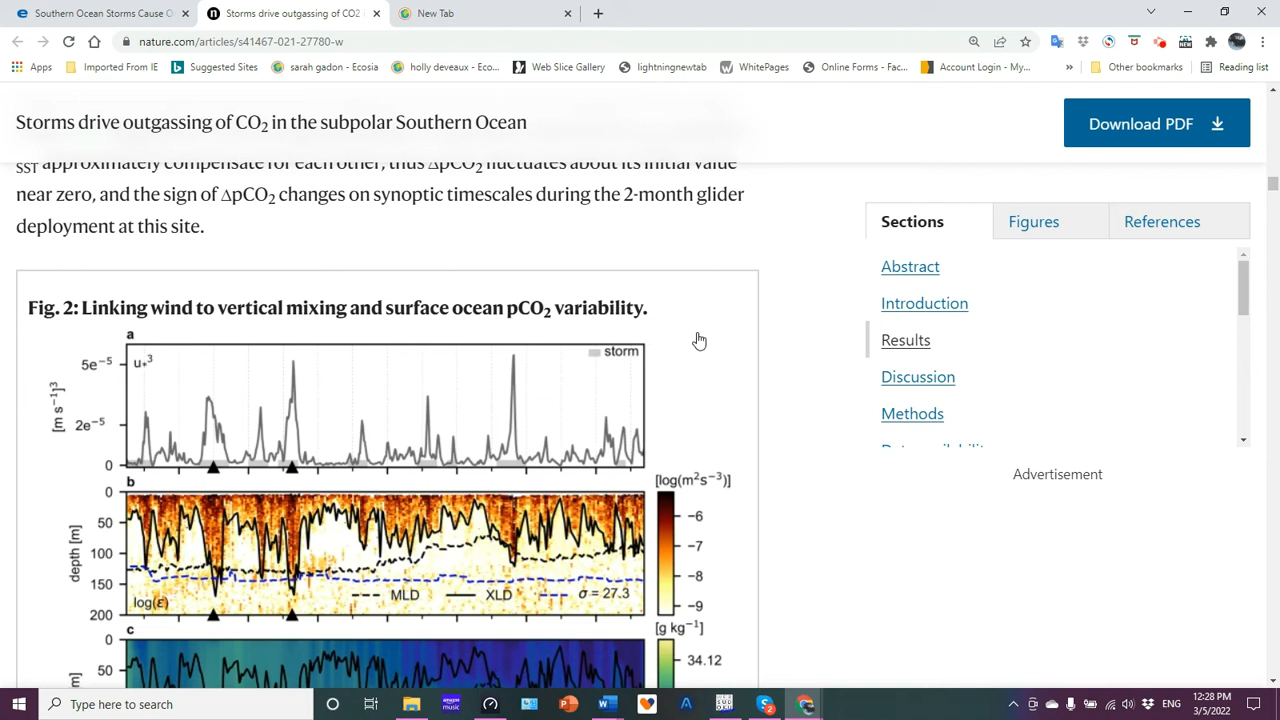 Southern Ocean Storms Cause O
Storms drive outgassing of CO2
New Tab
nature.com/articles/s41467-021-27780-w
Apps
Imported From IE
Suggested Sites
sarah gadon - Ecosia
holly deveaux - Eco...
Web Slice Gallery
lightningnewtab
WhitePages
Online Forms - Fac...
Account Login - My...
»
Other bookmarks
Reading list
Storms drive outgassing of CO2 in the subpolar Southern Ocean
Download PDF
SST approximately compensate for each other, thus ΔpCO2 fluctuates about its initial value
near zero, and the sign of ΔpCO2 changes on synoptic timescales during the 2-month glider
deployment at this site.
Sections
Figures
References
Abstract
Introduction
Results
Discussion
Methods
Advertisement
Fig. 2: Linking wind to vertical mixing and surface ocean pCO2 variability.
a
storm
u*3
5e-5
2e-5
0
[m s-1]3
b
[log(m2s-3)]
0
50
100
150
200
depth [m]
log(ε)
MLD
XLD
σ = 27.3
-6
-7
-8
-9
c
[g kg-1]
0
50
34.12
Type here to search
12:28 PM
3/5/2022